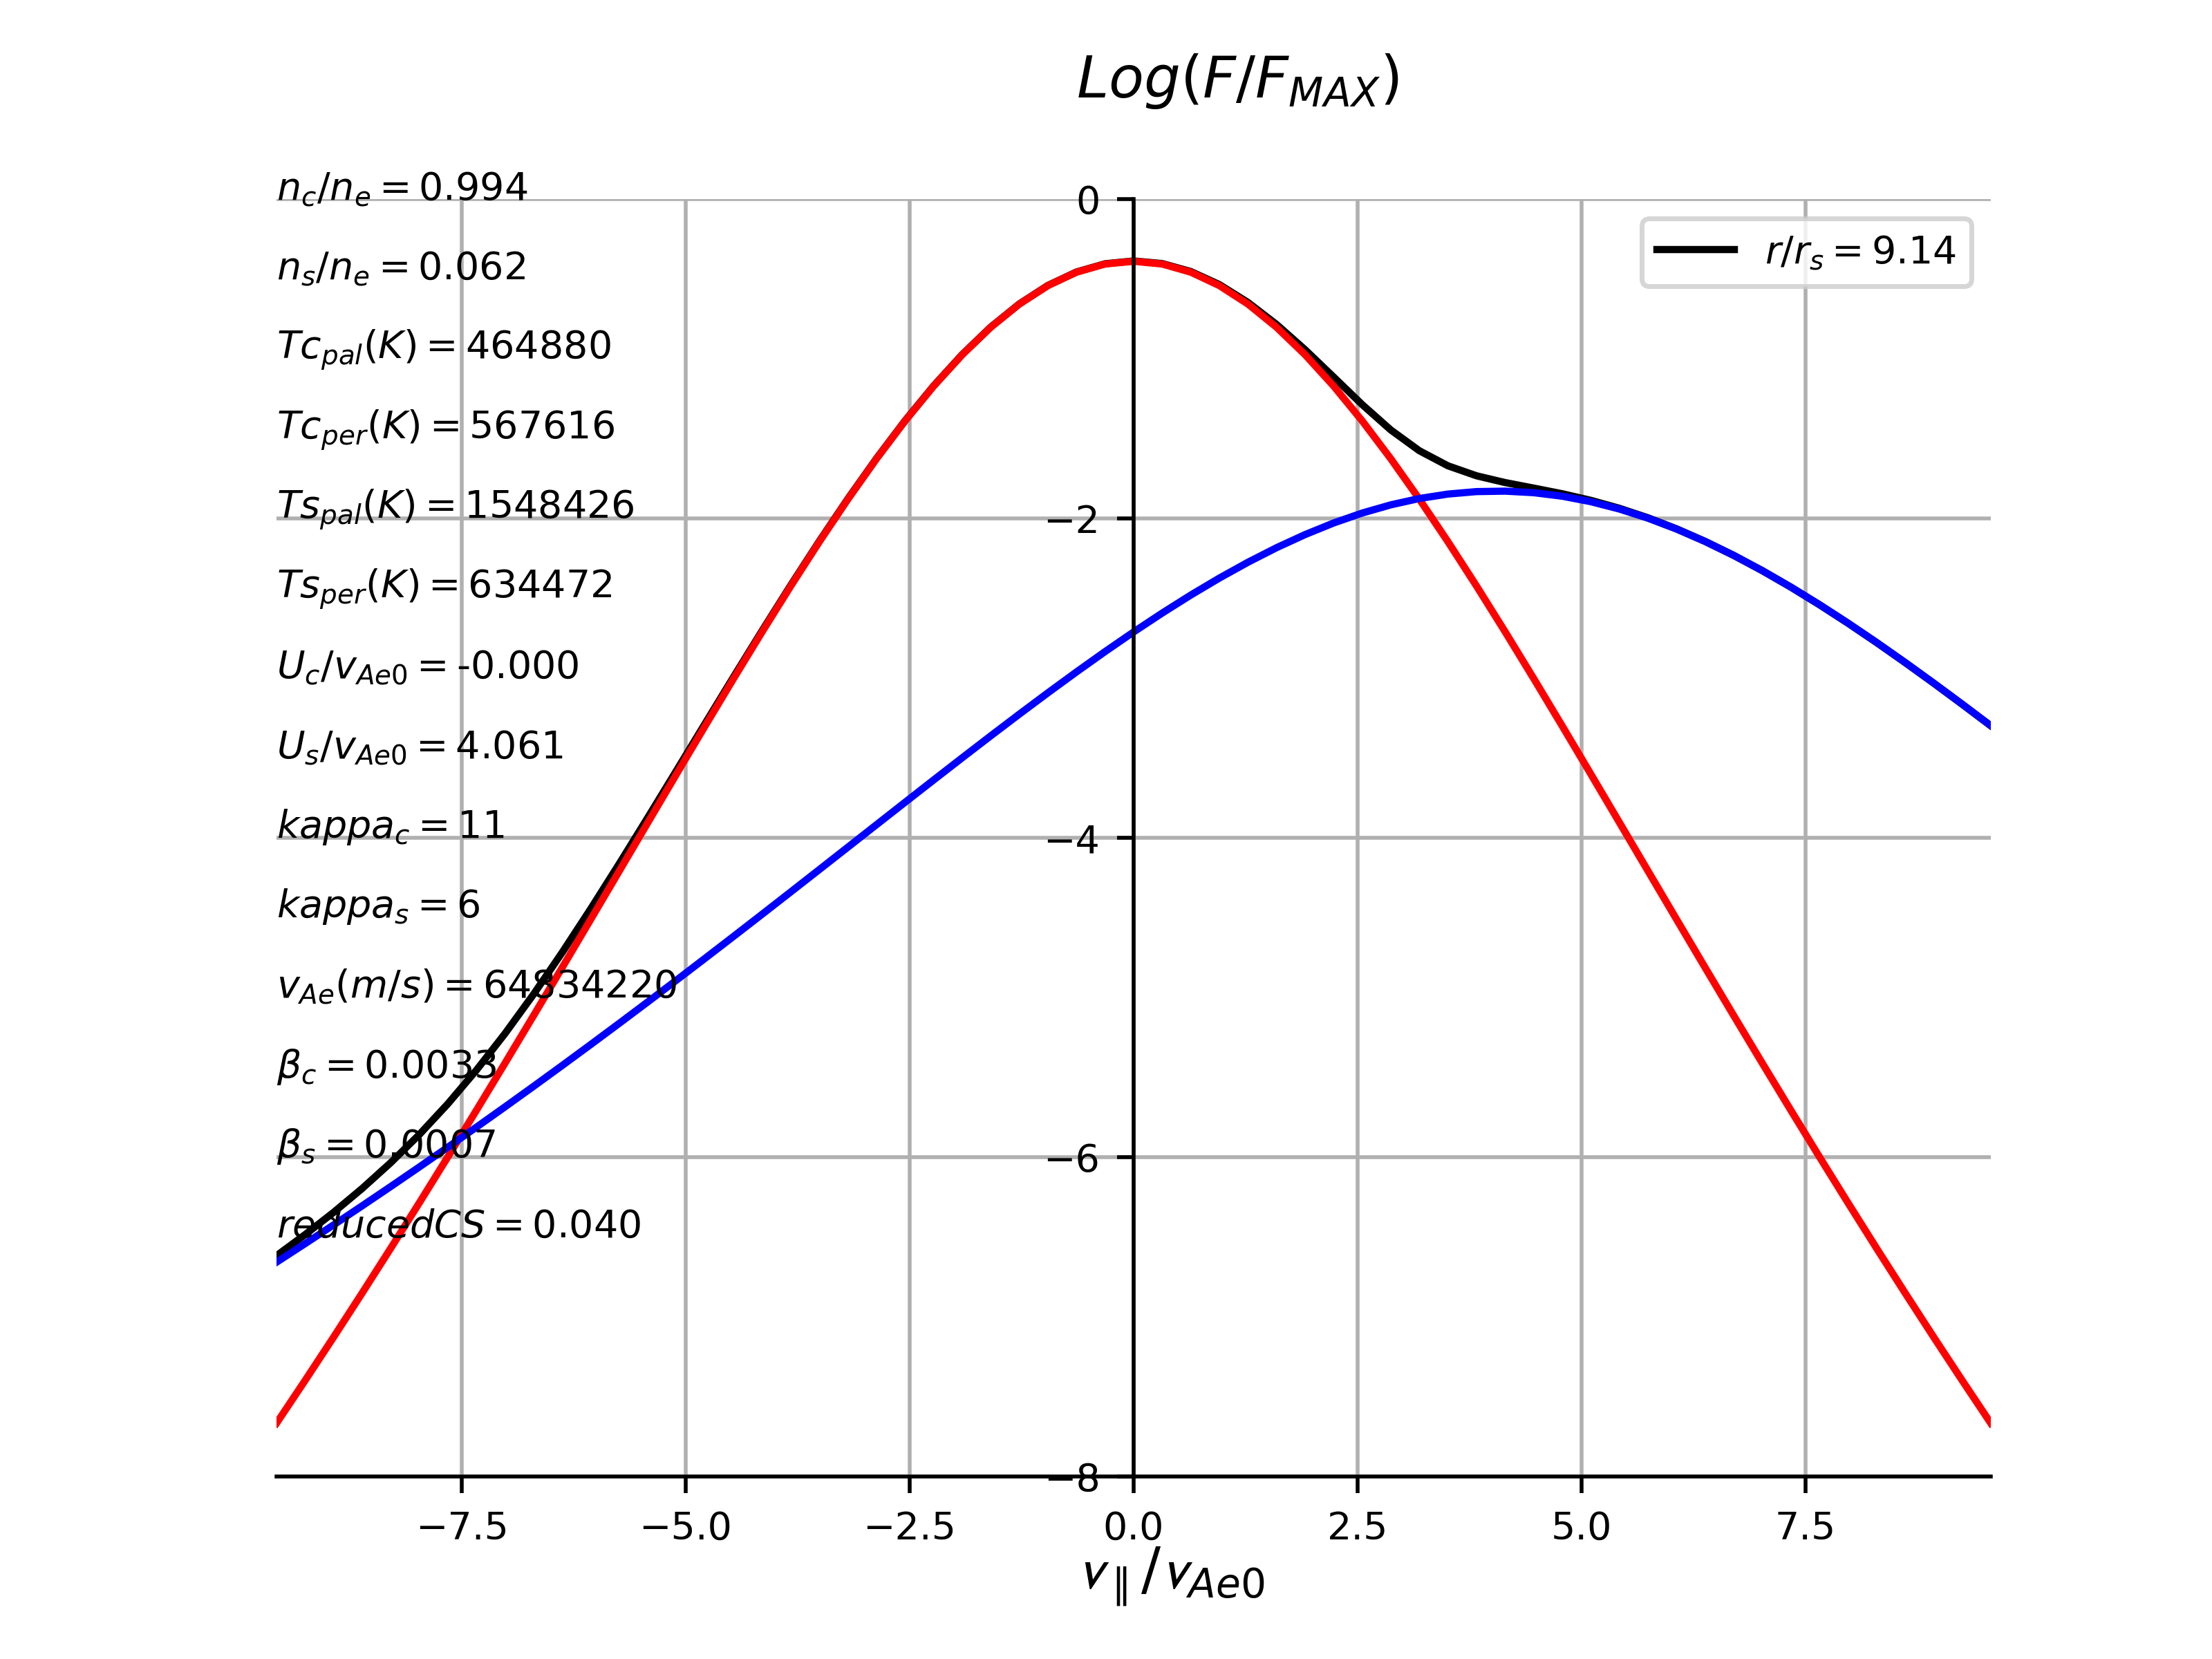 Log(F/F_MAX)
n_c/n_e = 0.994
n_s/n_e = 0.062
Tc_pal(K) = 464880
Tc_per(K) = 567616
Ts_pal(K) = 1548426
Ts_per(K) = 634472
U_c/v_Ae0 = -0.000
U_s/v_Ae0 = 4.061
kappa_c = 11
kappa_s = 6
v_Ae(m/s) = 64834220
β_c = 0.0033
β_s = 0.0007
reducedCS = 0.040
0
−2
−4
−6
−8
r/r_s = 9.14
−7.5 −5.0 −2.5 0.0 2.5 5.0 7.5
v_∥/v_Ae0